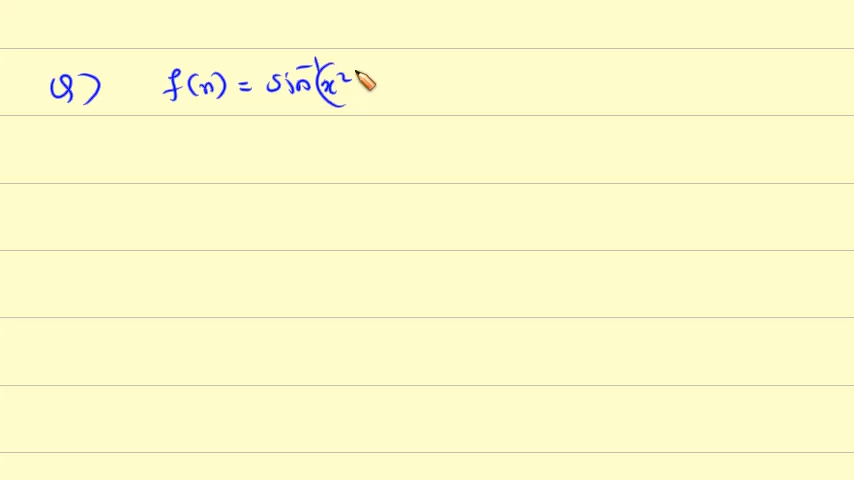 Q) f(x) = sin⁻¹(x²